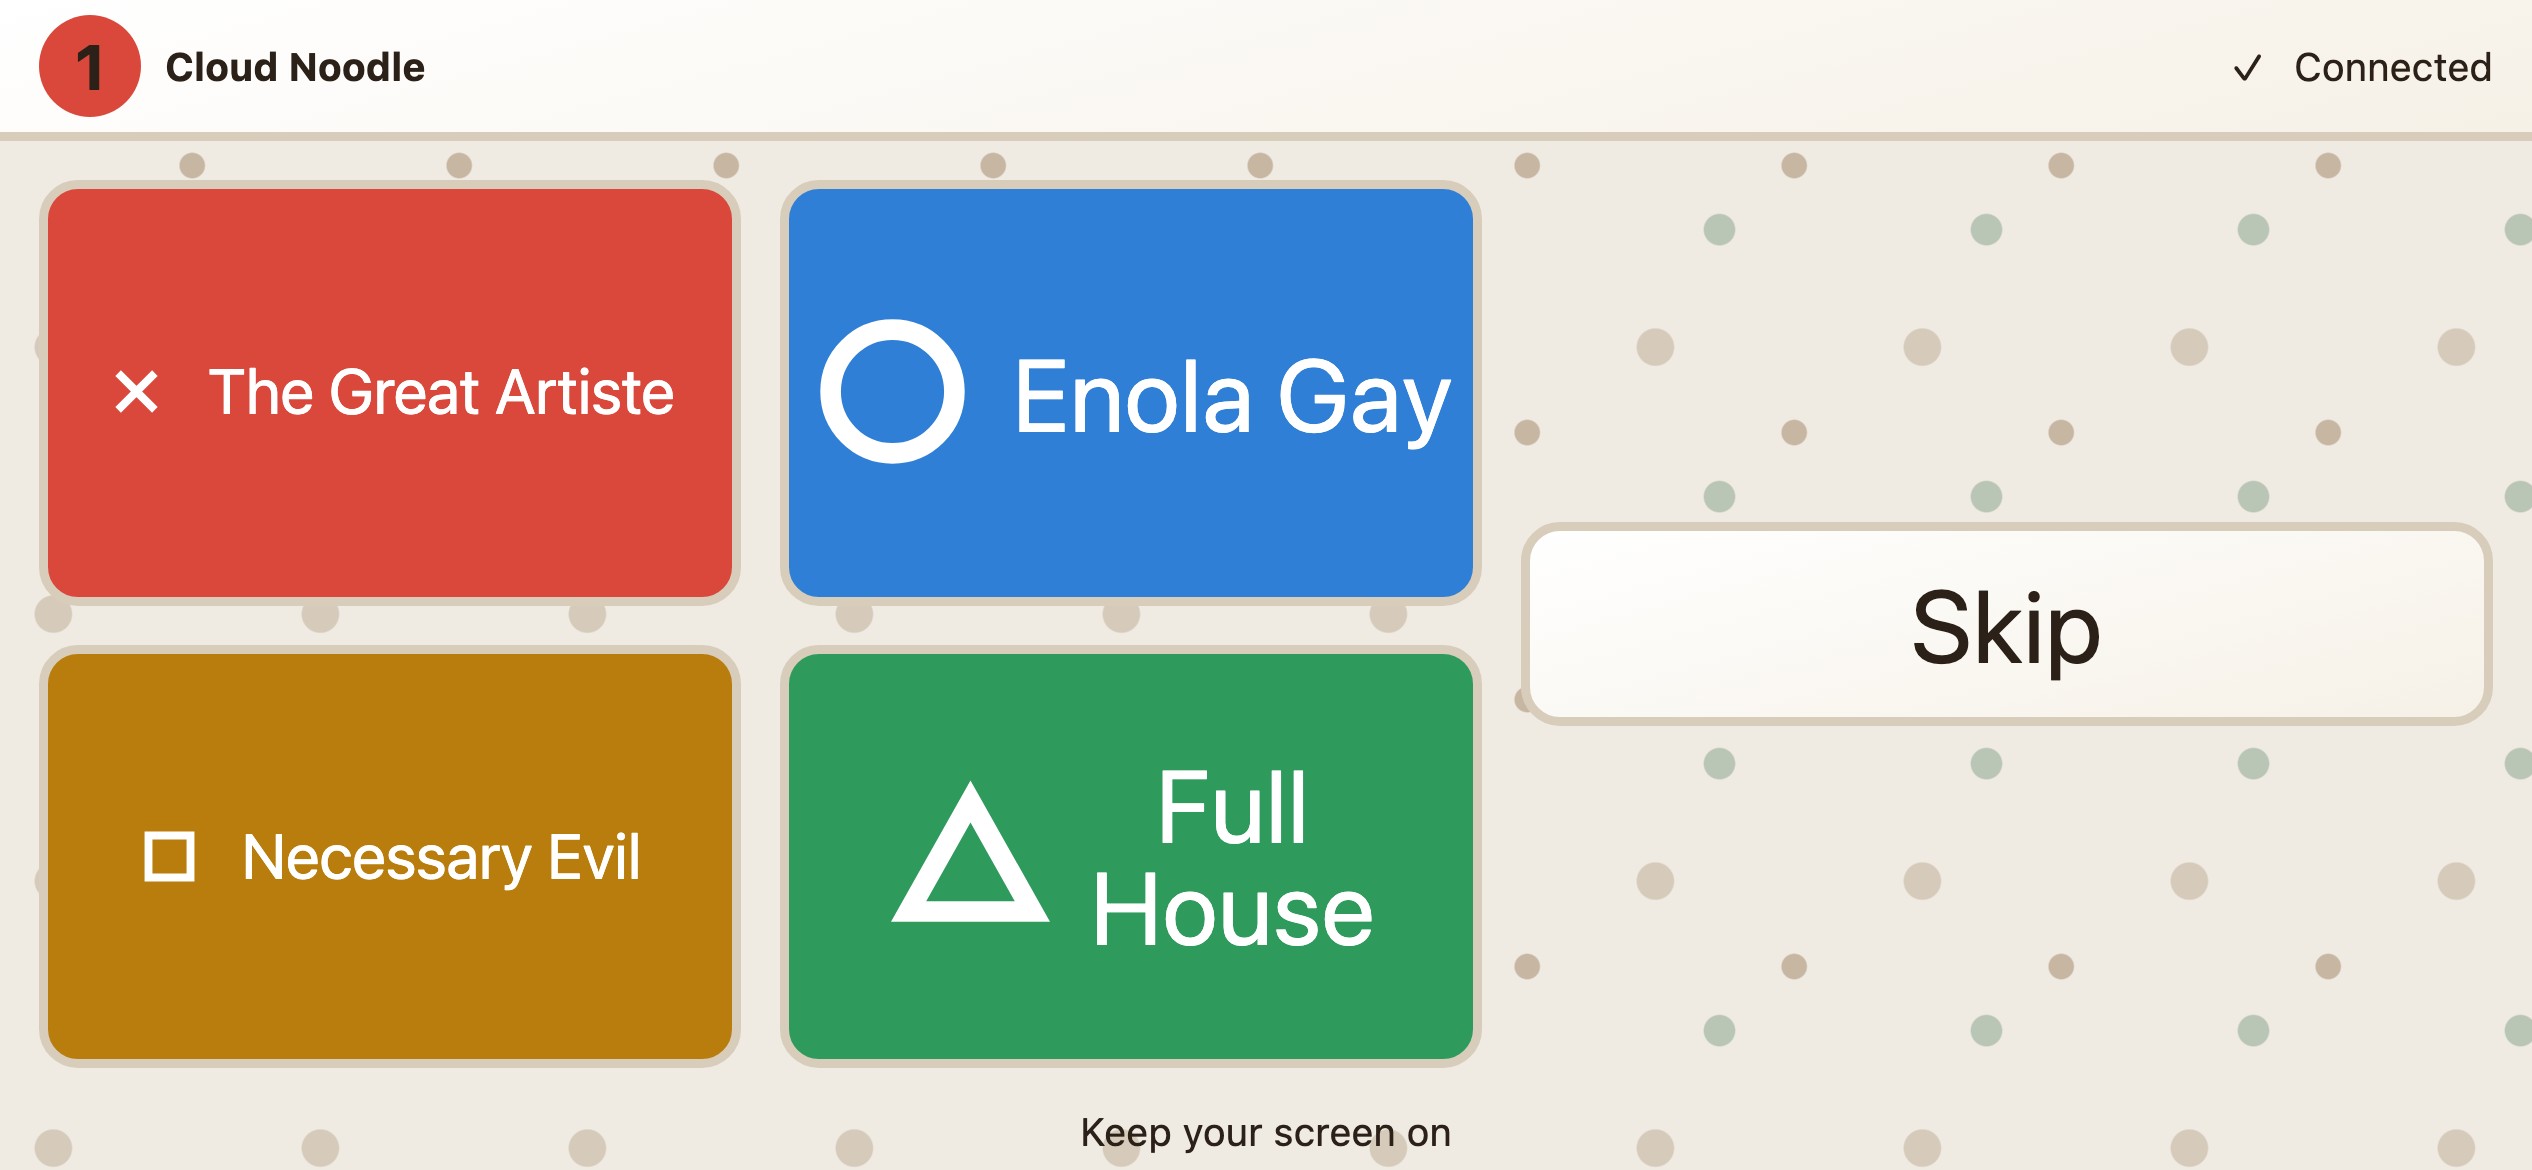 1
Cloud Noodle
✓ Connected
The Great Artiste
Enola Gay
Necessary Evil
Full
House
Skip
Keep your screen on